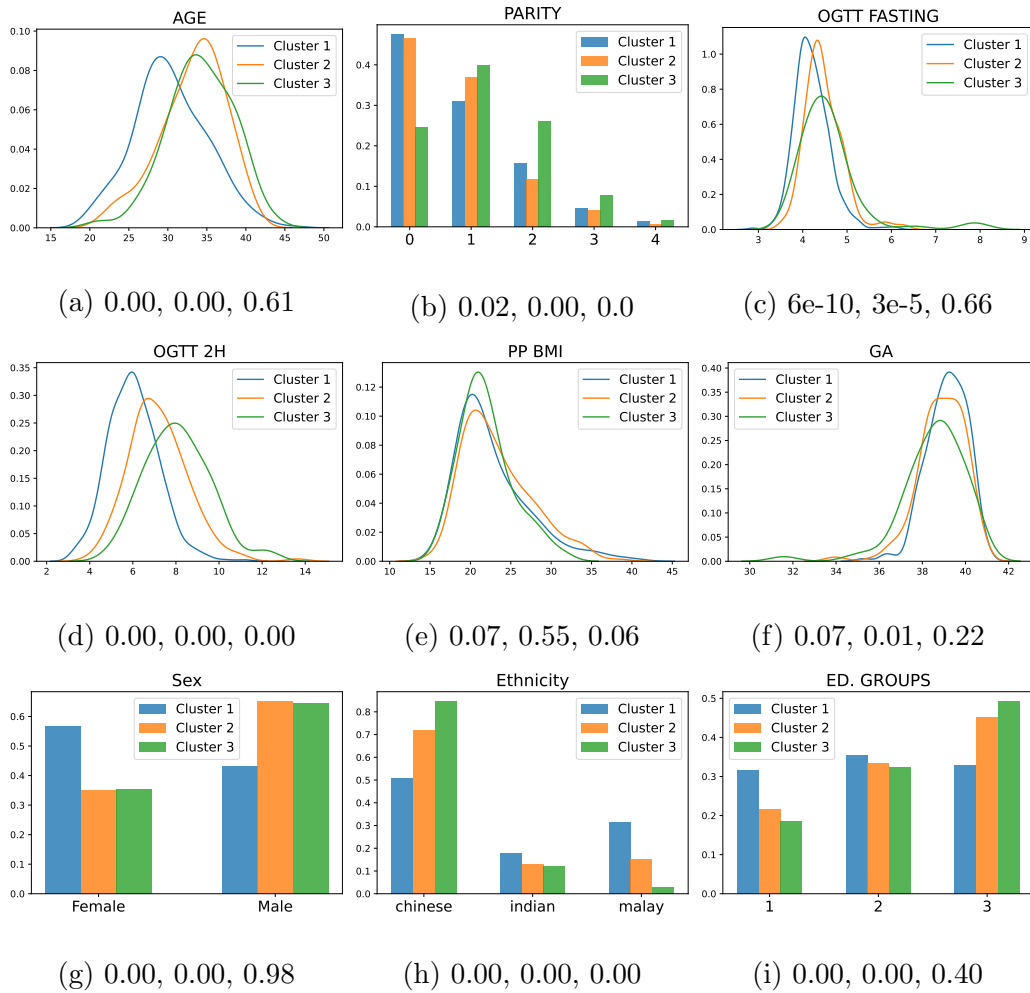 AGE
0.10
0.08
0.06
0.04
0.02
0.00
15 20 25 30 35 40 45 50
Cluster 1
Cluster 2
Cluster 3
(a) 0.00, 0.00, 0.61
PARITY
0.4
0.3
0.2
0.1
0.0
0 1 2 3 4
Cluster 1
Cluster 2
Cluster 3
(b) 0.02, 0.00, 0.0
OGTT FASTING
1.0
0.8
0.6
0.4
0.2
0.0
3 4 5 6 7 8 9
Cluster 1
Cluster 2
Cluster 3
(c) 6e-10, 3e-5, 0.66
OGTT 2H
0.35
0.30
0.25
0.20
0.15
0.10
0.05
0.00
2 4 6 8 10 12 14
Cluster 1
Cluster 2
Cluster 3
(d) 0.00, 0.00, 0.00
PP BMI
0.12
0.10
0.08
0.06
0.04
0.02
0.00
10 15 20 25 30 35 40 45
Cluster 1
Cluster 2
Cluster 3
(e) 0.07, 0.55, 0.06
GA
0.40
0.35
0.30
0.25
0.20
0.15
0.10
0.05
0.00
30 32 34 36 38 40 42
Cluster 1
Cluster 2
Cluster 3
(f) 0.07, 0.01, 0.22
Sex
0.6
0.5
0.4
0.3
0.2
0.1
0.0
Female Male
Cluster 1
Cluster 2
Cluster 3
(g) 0.00, 0.00, 0.98
Ethnicity
0.8
0.7
0.6
0.5
0.4
0.3
0.2
0.1
0.0
chinese indian malay
Cluster 1
Cluster 2
Cluster 3
(h) 0.00, 0.00, 0.00
ED. GROUPS
0.5
0.4
0.3
0.2
0.1
0.0
1 2 3
Cluster 1
Cluster 2
Cluster 3
(i) 0.00, 0.00, 0.40